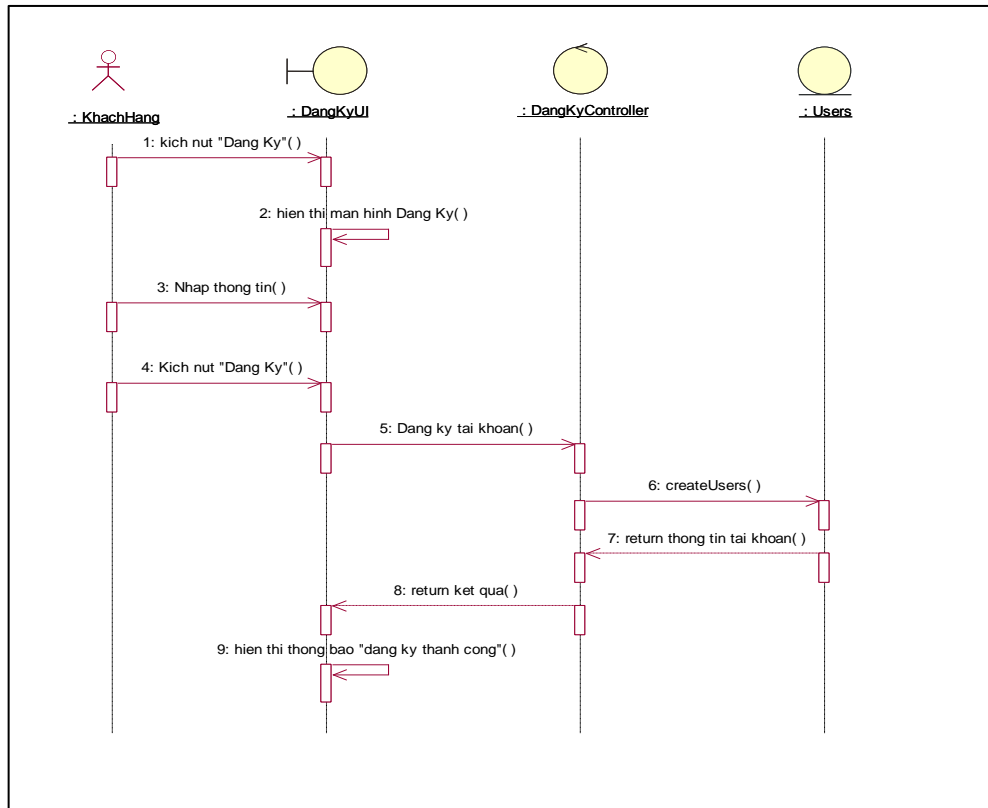 : KhachHang
: DangKyUI
: DangKyController
: Users
1: kich nut "Dang Ky"( )
2: hien thi man hinh Dang Ky( )
3: Nhap thong tin( )
4: Kich nut "Dang Ky"( )
5: Dang ky tai khoan( )
6: createUsers( )
7: return thong tin tai khoan( )
8: return ket qua( )
9: hien thi thong bao "dang ky thanh cong"( )